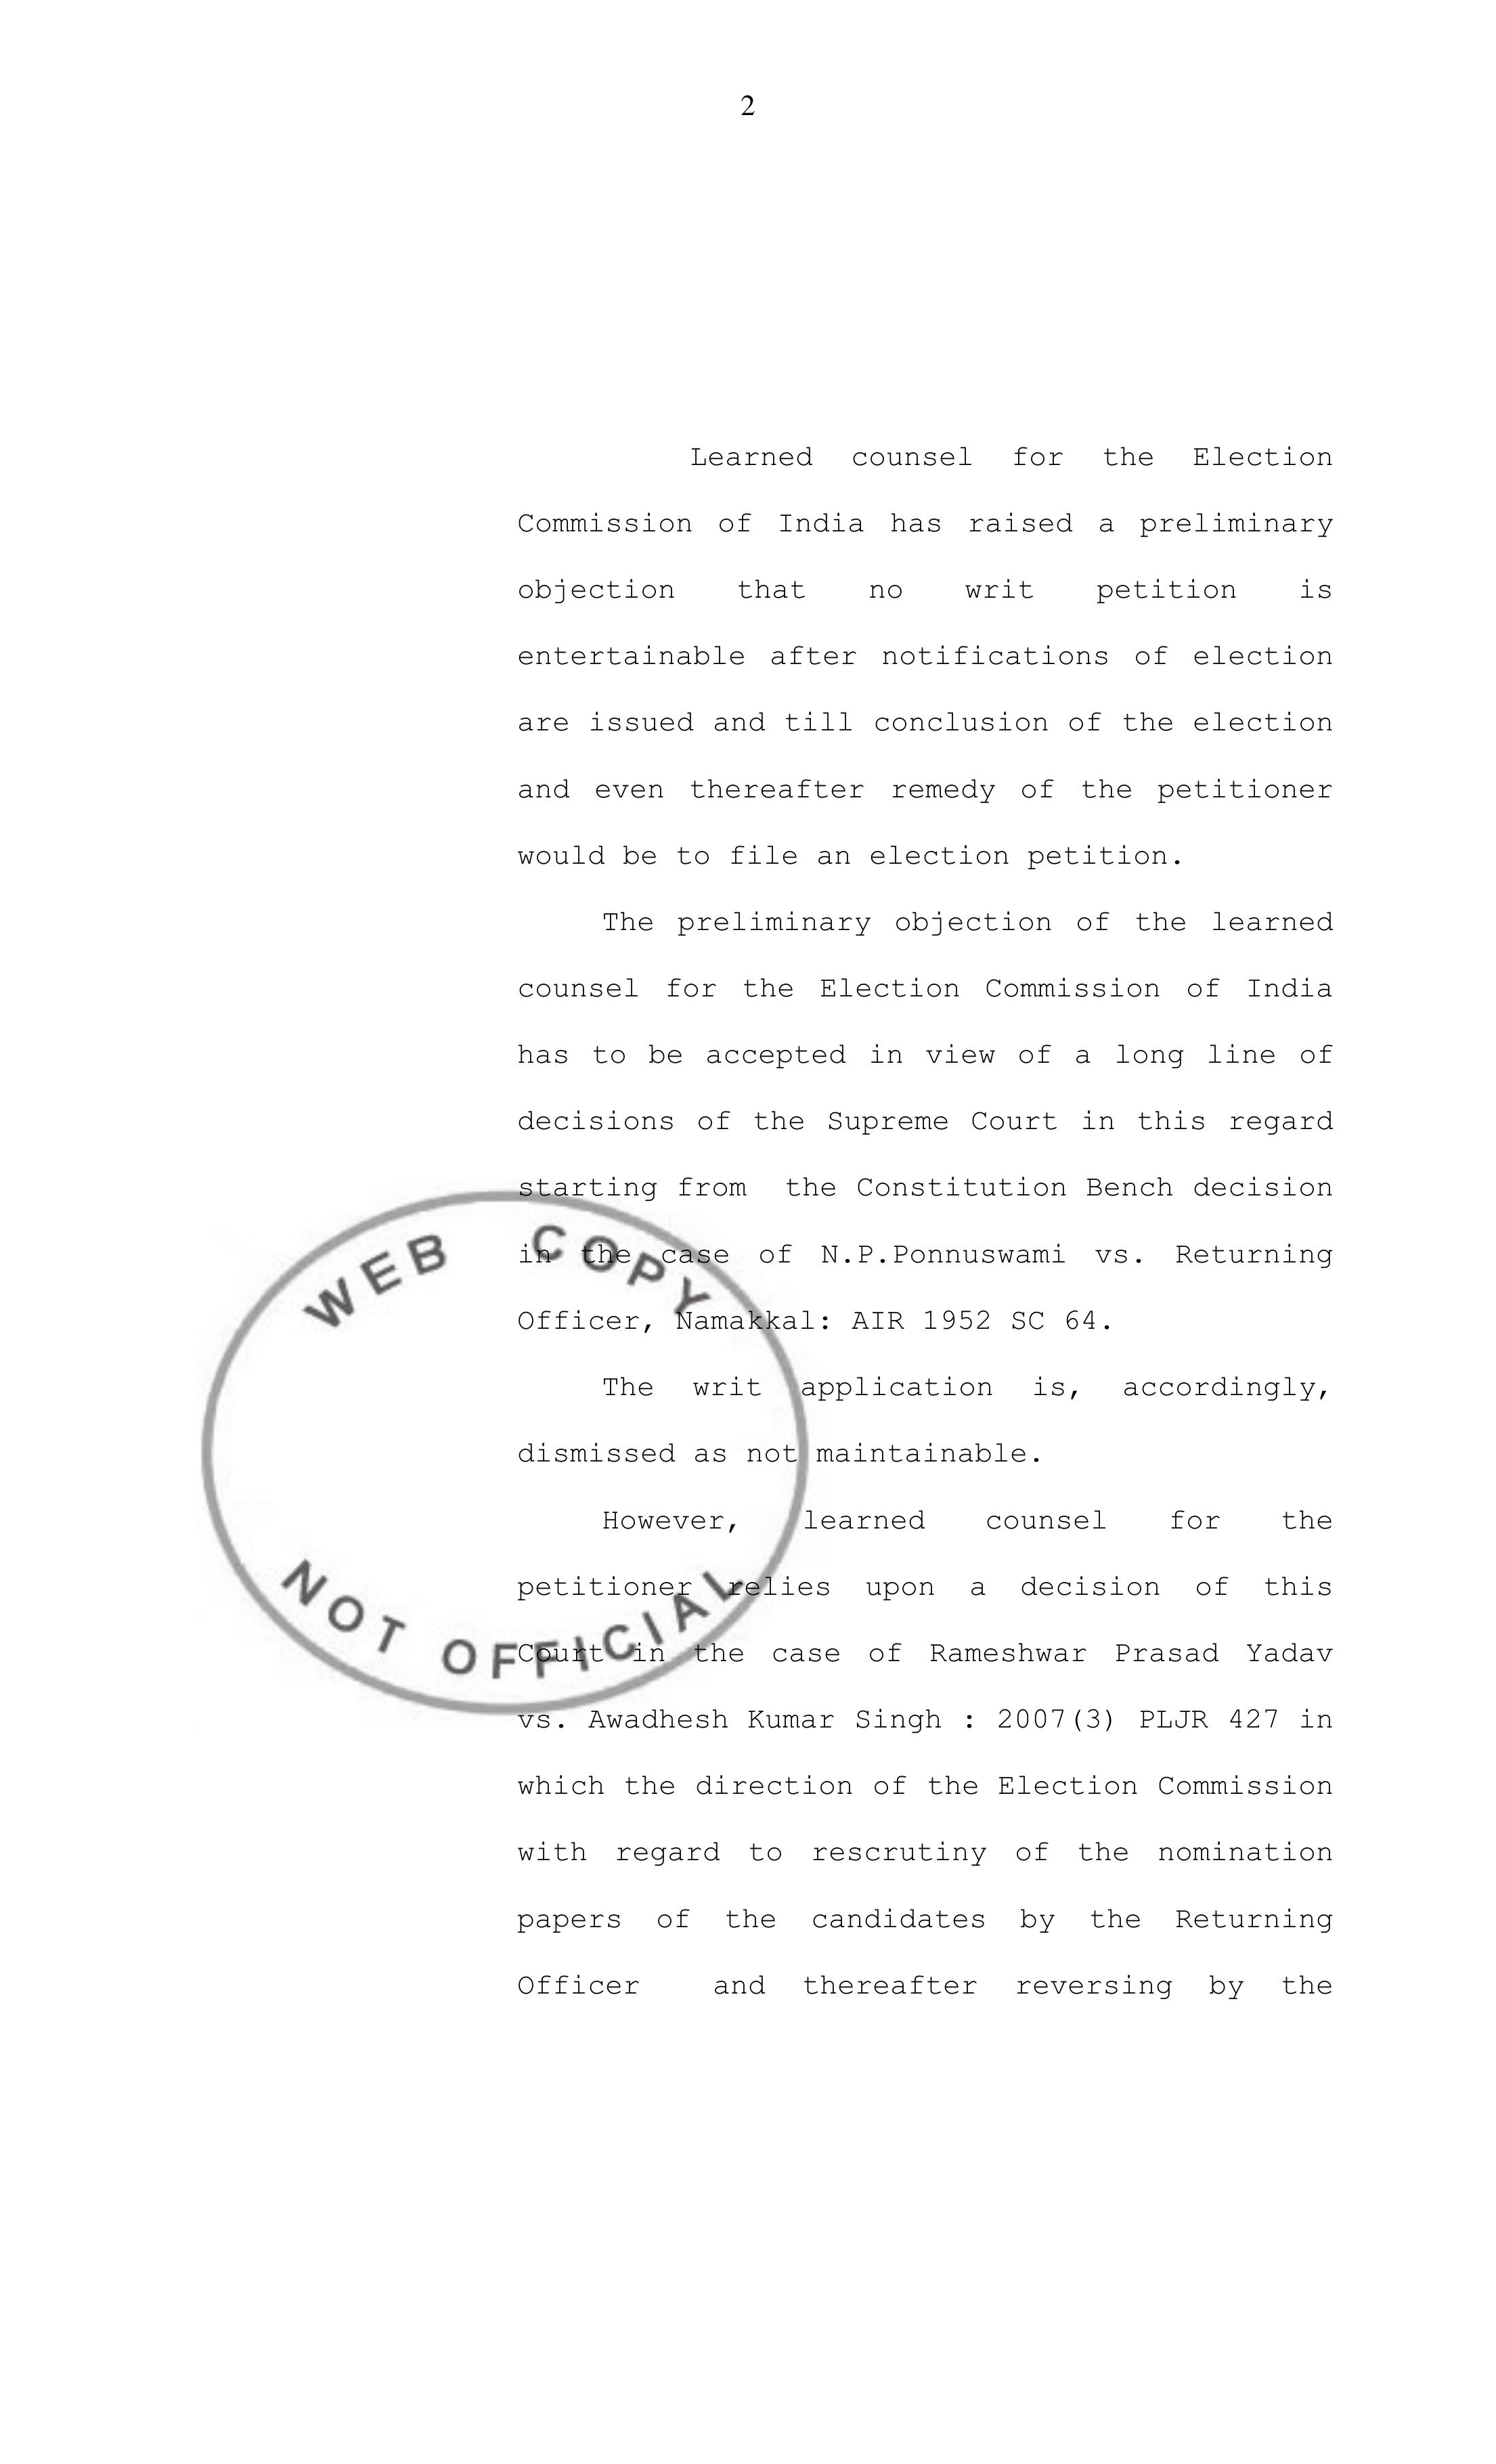 2
Learned counsel for the Election
Commission of India has raised a preliminary
objection that no writ petition is
entertainable after notifications of election
are issued and till conclusion of the election
and even thereafter remedy of the petitioner
would be to file an election petition.
The preliminary objection of the learned
counsel for the Election Commission of India
has to be accepted in view of a long line of
decisions of the Supreme Court in this regard
starting from the Constitution Bench decision
in the case of N.P.Ponnuswami vs. Returning
Officer, Namakkal: AIR 1952 SC 64.
The writ application is, accordingly,
dismissed as not maintainable.
However, learned counsel for the
petitioner relies upon a decision of this
Court in the case of Rameshwar Prasad Yadav
vs. Awadhesh Kumar Singh : 2007(3) PLJR 427 in
which the direction of the Election Commission
with regard to rescrutiny of the nomination
papers of the candidates by the Returning
Officer and thereafter reversing by the
WEB COPY
NOT OFFICIAL